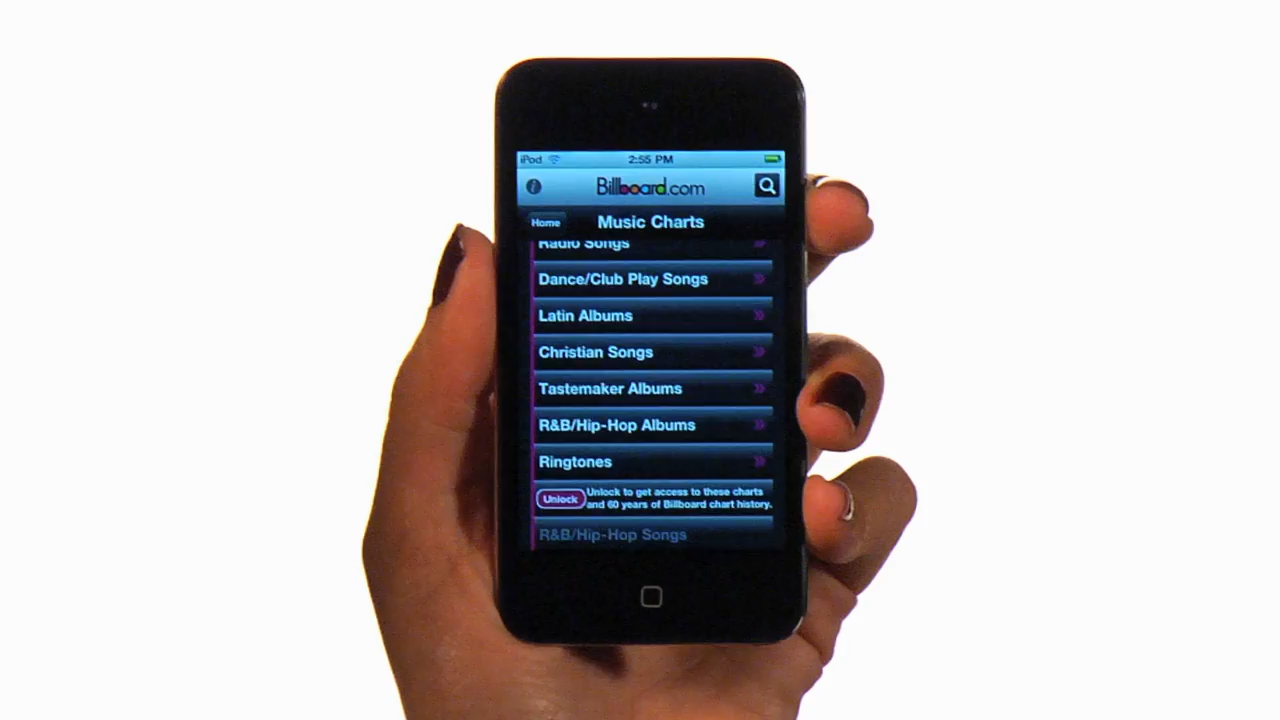 iPod 2:55 PM
Billboard.com
Home Music Charts
Radio Songs
Dance/Club Play Songs
Latin Albums
Christian Songs
Tastemaker Albums
R&B/Hip-Hop Albums
Ringtones
Unlock Unlock to get access to these charts
and 60 years of Billboard chart history.
R&B/Hip-Hop Songs